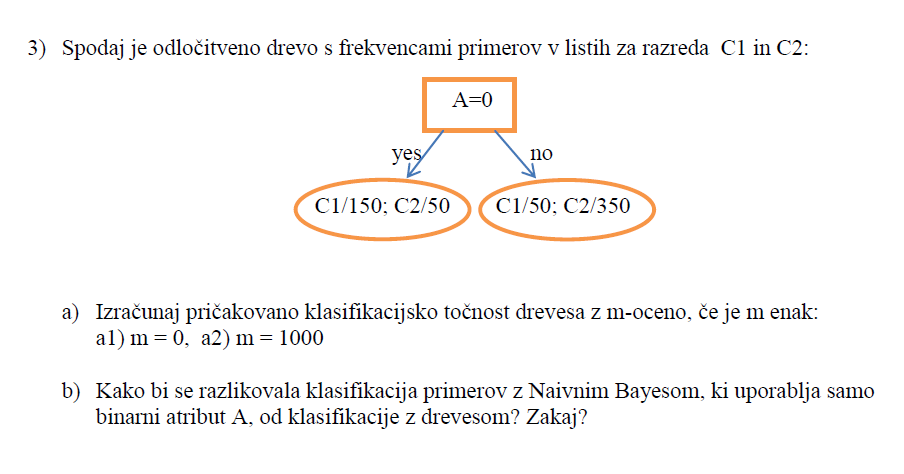 3) Spodaj je odločitveno drevo s frekvencami primerov v listih za razreda C1 in C2:
A=0
yes
no
C1/150; C2/50
C1/50; C2/350
a) Izračunaj pričakovano klasifikacijsko točnost drevesa z m-oceno, če je m enak:
a1) m = 0, a2) m = 1000
b) Kako bi se razlikovala klasifikacija primerov z Naivnim Bayesom, ki uporablja samo
binarni atribut A, od klasifikacije z drevesom? Zakaj?